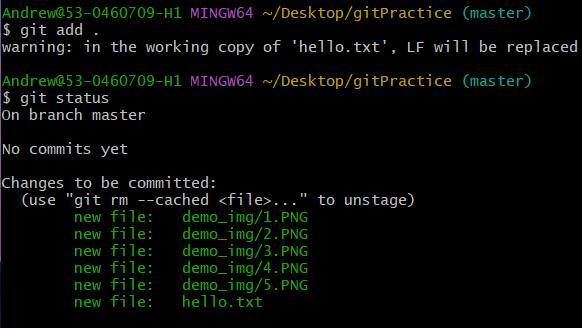 Andrew@53-0460709-H1 MINGW64 ~/Desktop/gitPractice (master)
$ git add .
warning: in the working copy of 'hello.txt', LF will be replaced
Andrew@53-0460709-H1 MINGW64 ~/Desktop/gitPractice (master)
$ git status
On branch master
No commits yet
Changes to be committed:
  (use "git rm --cached <file>..." to unstage)
        new file:   demo_img/1.PNG
        new file:   demo_img/2.PNG
        new file:   demo_img/3.PNG
        new file:   demo_img/4.PNG
        new file:   demo_img/5.PNG
        new file:   hello.txt